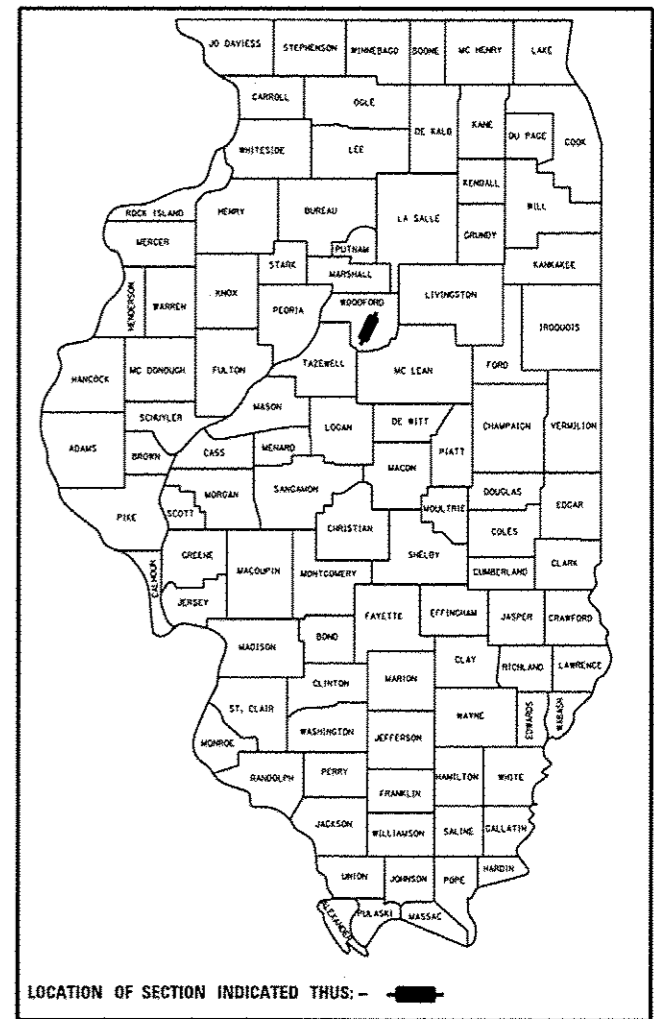 JO DAVIESS STEPHENSON WINNEBAGO BOONE MC HENRY LAKE
CARROLL OGLE
DE KALB KANE DU PAGE COOK
WHITESIDE LEE
KENDALL
ROCK ISLAND HENRY BUREAU LA SALLE WILL
MERCER PUTNAM GRUNDY
STARK KANKAKEE
MARSHALL
HENDERSON WARREN KNOX PEORIA WOODFORD LIVINGSTON
IROQUOIS
TAZEWELL FORD
HANCOCK MC DONOUGH FULTON MC LEAN
MASON
SCHUYLER LOGAN DE WITT CHAMPAIGN VERMILION
ADAMS BROWN CASS MENARD PIATT
MACON
MORGAN SANGAMON DOUGLAS
PIKE SCOTT MOULTRIE EDGAR
CHRISTIAN COLES
GREENE SHELBY
CALHOUN MACOUPIN MONTGOMERY CUMBERLAND CLARK
JERSEY
FAYETTE EFFINGHAM JASPER CRAWFORD
BOND
MADISON CLAY
MARION RICHLAND LAWRENCE
CLINTON
ST. CLAIR WAYNE EDWARDS WABASH
WASHINGTON JEFFERSON
MONROE
RANDOLPH PERRY HAMILTON WHITE
FRANKLIN
JACKSON
WILLIAMSON SALINE GALLATIN
UNION JOHNSON POPE HARDIN
ALEXANDER PULASKI MASSAC
LOCATION OF SECTION INDICATED THUS: -